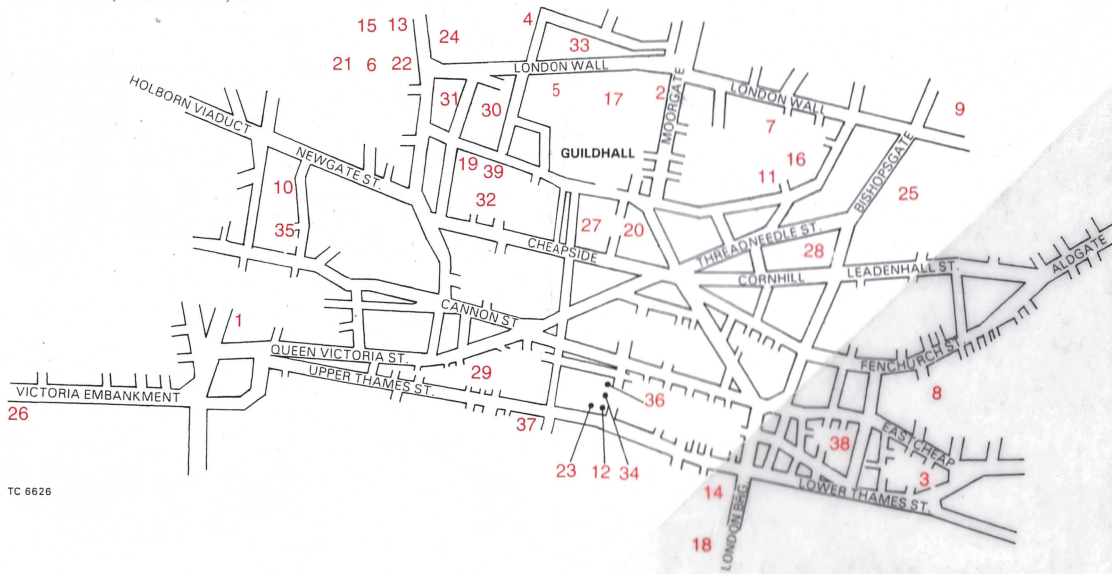 4
15 13
24
33
21 6 22
LONDON WALL
5
17
2
MOORGATE
LONDON WALL
9
HOLBORN VIADUCT
31
30
7
NEWGATE ST.
GUILDHALL
16
BISHOPSGATE
19 39
10
11
25
32
35
27
20
THREADNEEDLE ST.
28
CHEAPSIDE
CORNHILL
LEADENHALL ST.
ALDGATE
CANNON ST
1
QUEEN VICTORIA ST.
UPPER THAMES ST.
29
FENCHURCH ST.
VICTORIA EMBANKMENT
26
36
8
37
EASTCHEAP
38
23 12 34
3
TC 6626
14
LOWER THAMES ST.
LONDON BRG.
18